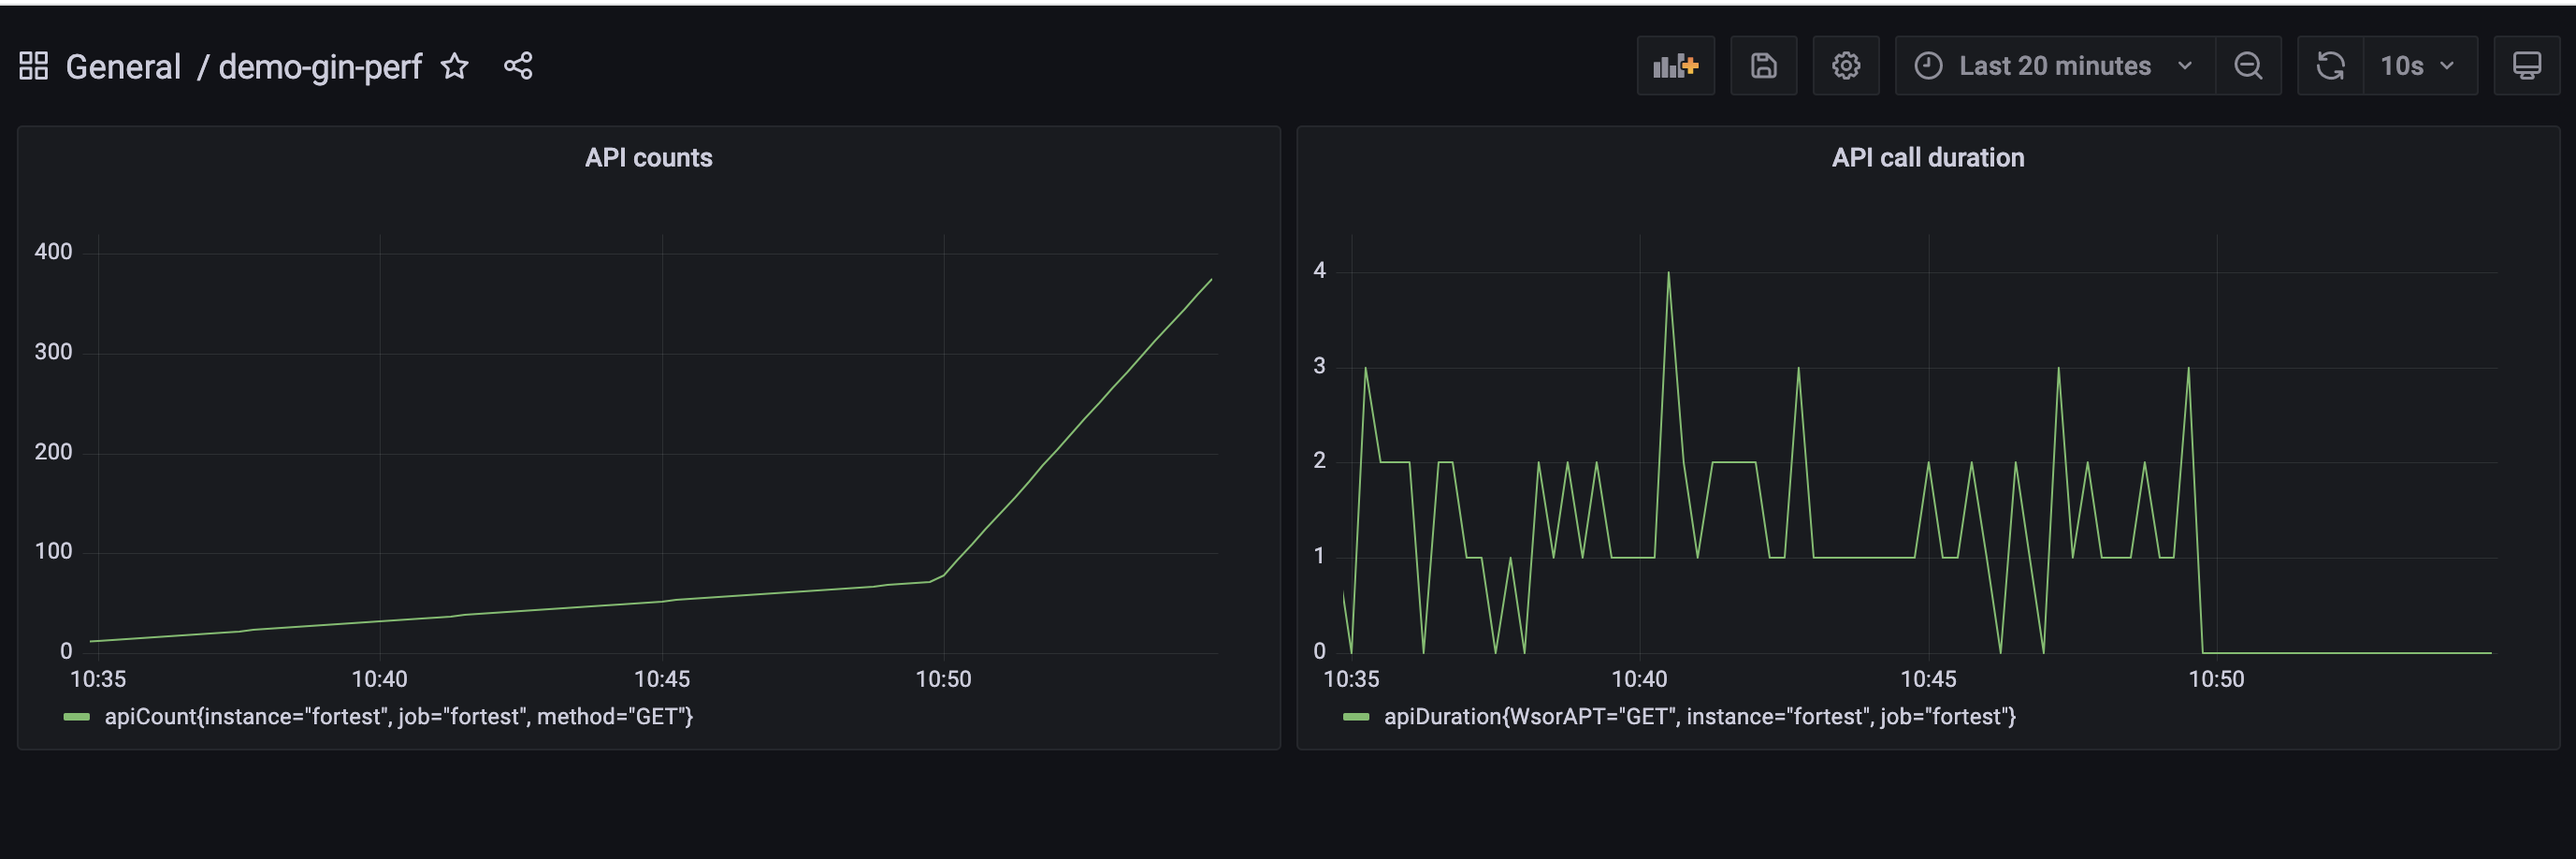 General / demo-gin-perf
Last 20 minutes
10s
API counts
400
300
200
100
0
10:35 10:40 10:45 10:50
apiCount{instance="fortest", job="fortest", method="GET"}
API call duration
4
3
2
1
0
10:35 10:40 10:45 10:50
apiDuration{WsorAPT="GET", instance="fortest", job="fortest"}